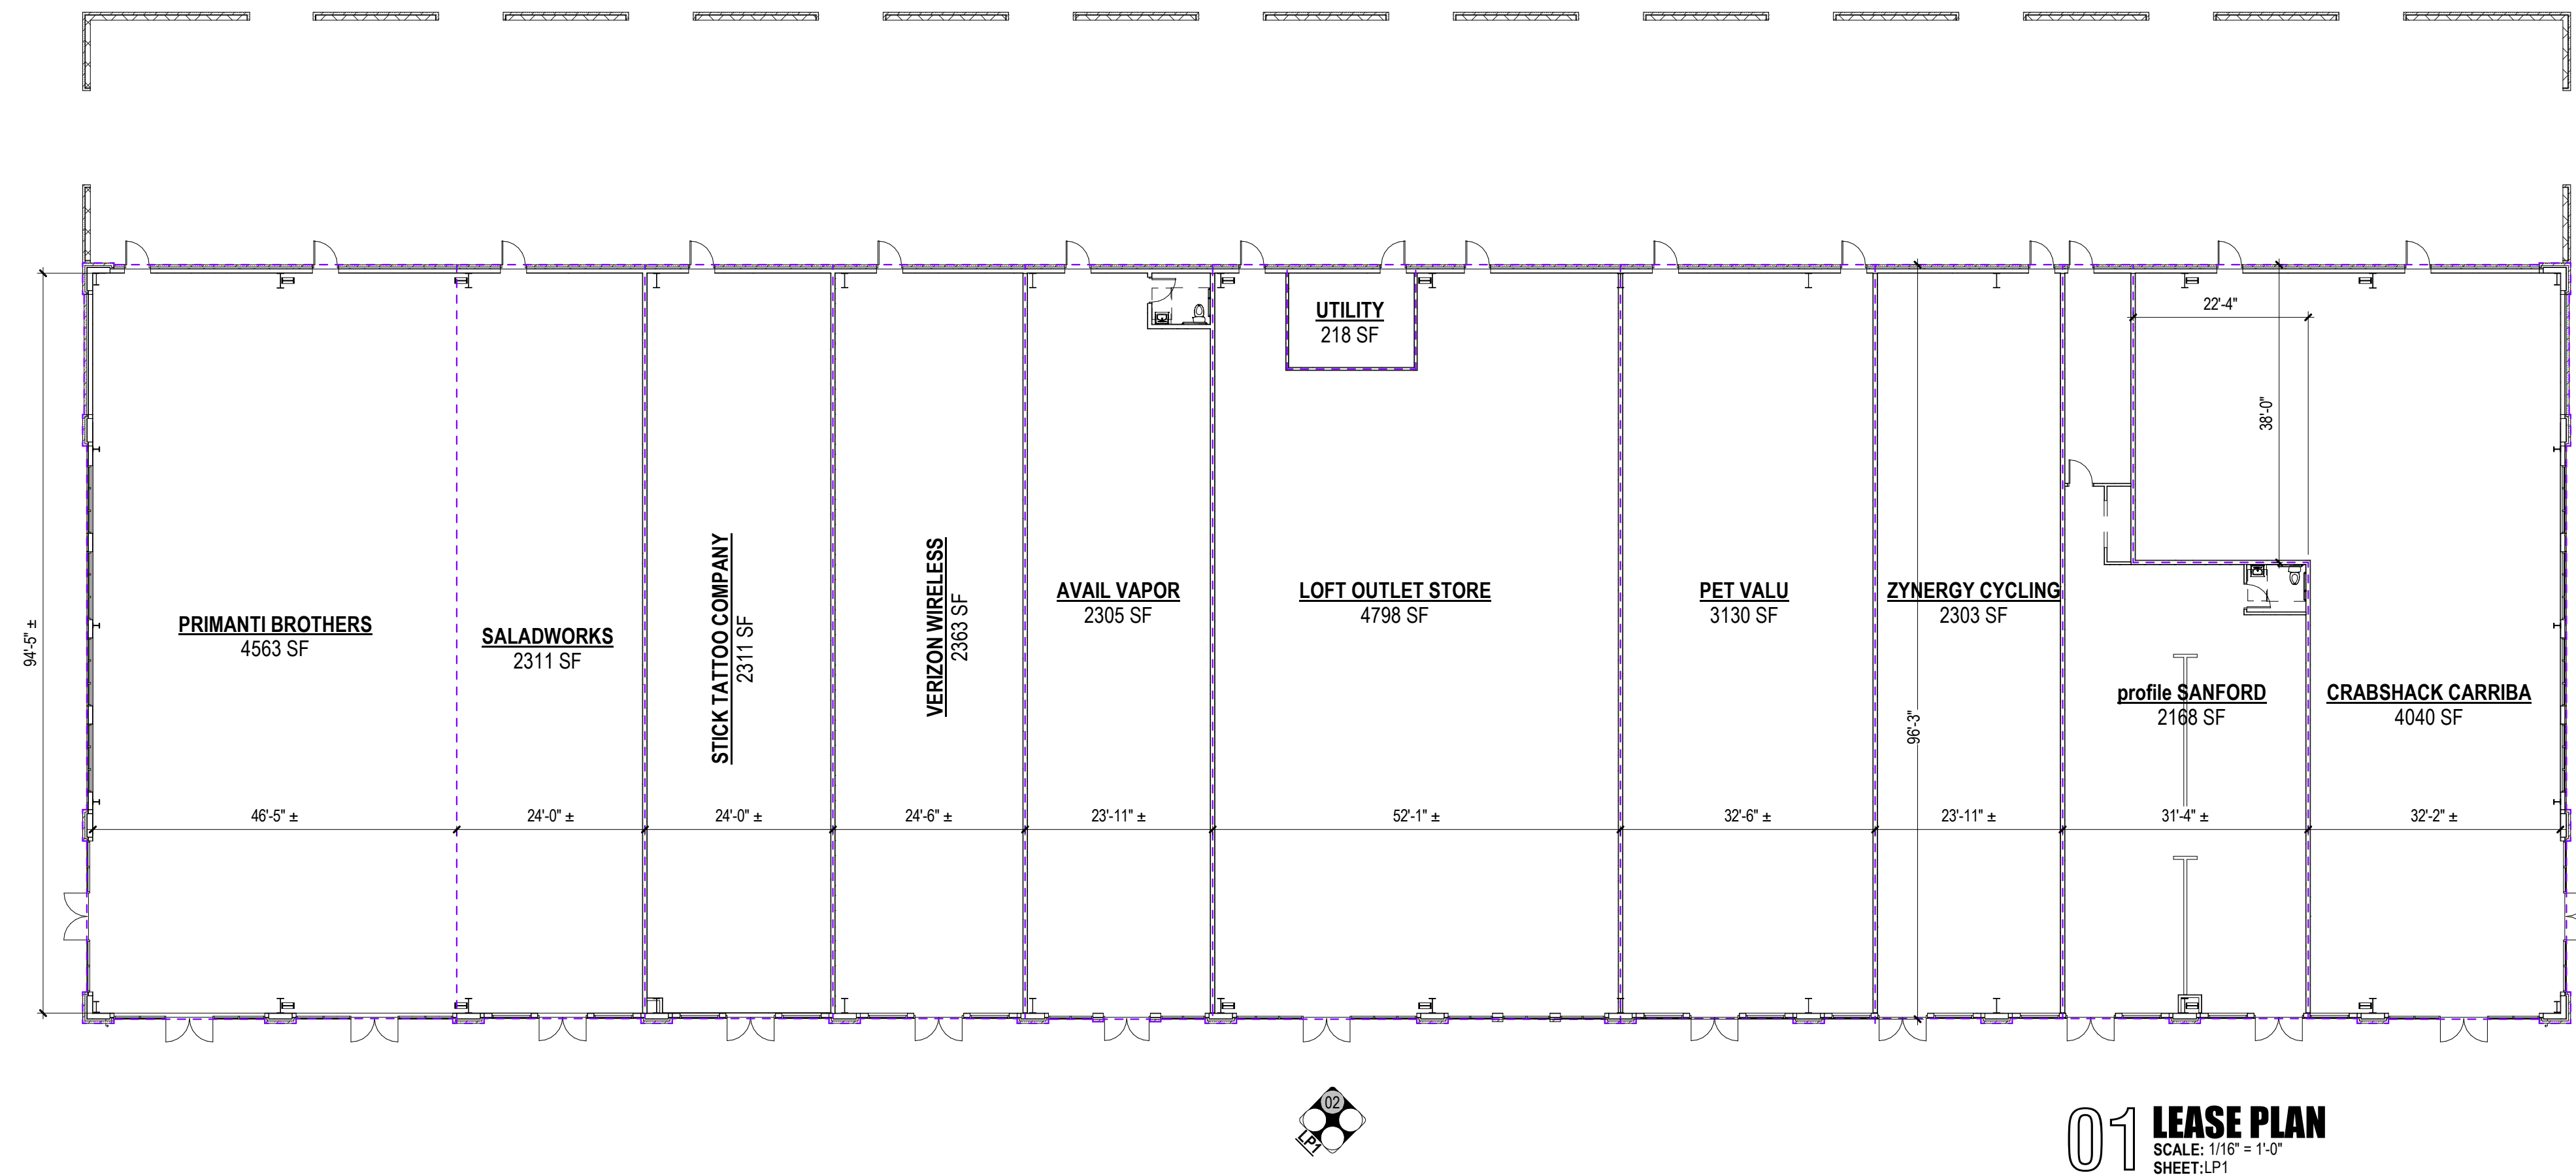 UTILITY
218 SF
22'-4"
38'-0"
94'-5" ±
PRIMANTI BROTHERS
4563 SF
SALADWORKS
2311 SF
STICK TATTOO COMPANY
2311 SF
VERIZON WIRELESS
2363 SF
AVAIL VAPOR
2305 SF
LOFT OUTLET STORE
4798 SF
PET VALU
3130 SF
ZYNERGY CYCLING
2303 SF
96'-3"
profile SANFORD
2168 SF
CRABSHACK CARRIBA
4040 SF
46'-5" ±
24'-0" ±
24'-0" ±
24'-6" ±
23'-11" ±
52'-1" ±
32'-6" ±
23'-11" ±
31'-4" ±
32'-2" ±
02
LP1
01 LEASE PLAN
SCALE: 1/16" = 1'-0"
SHEET:LP1